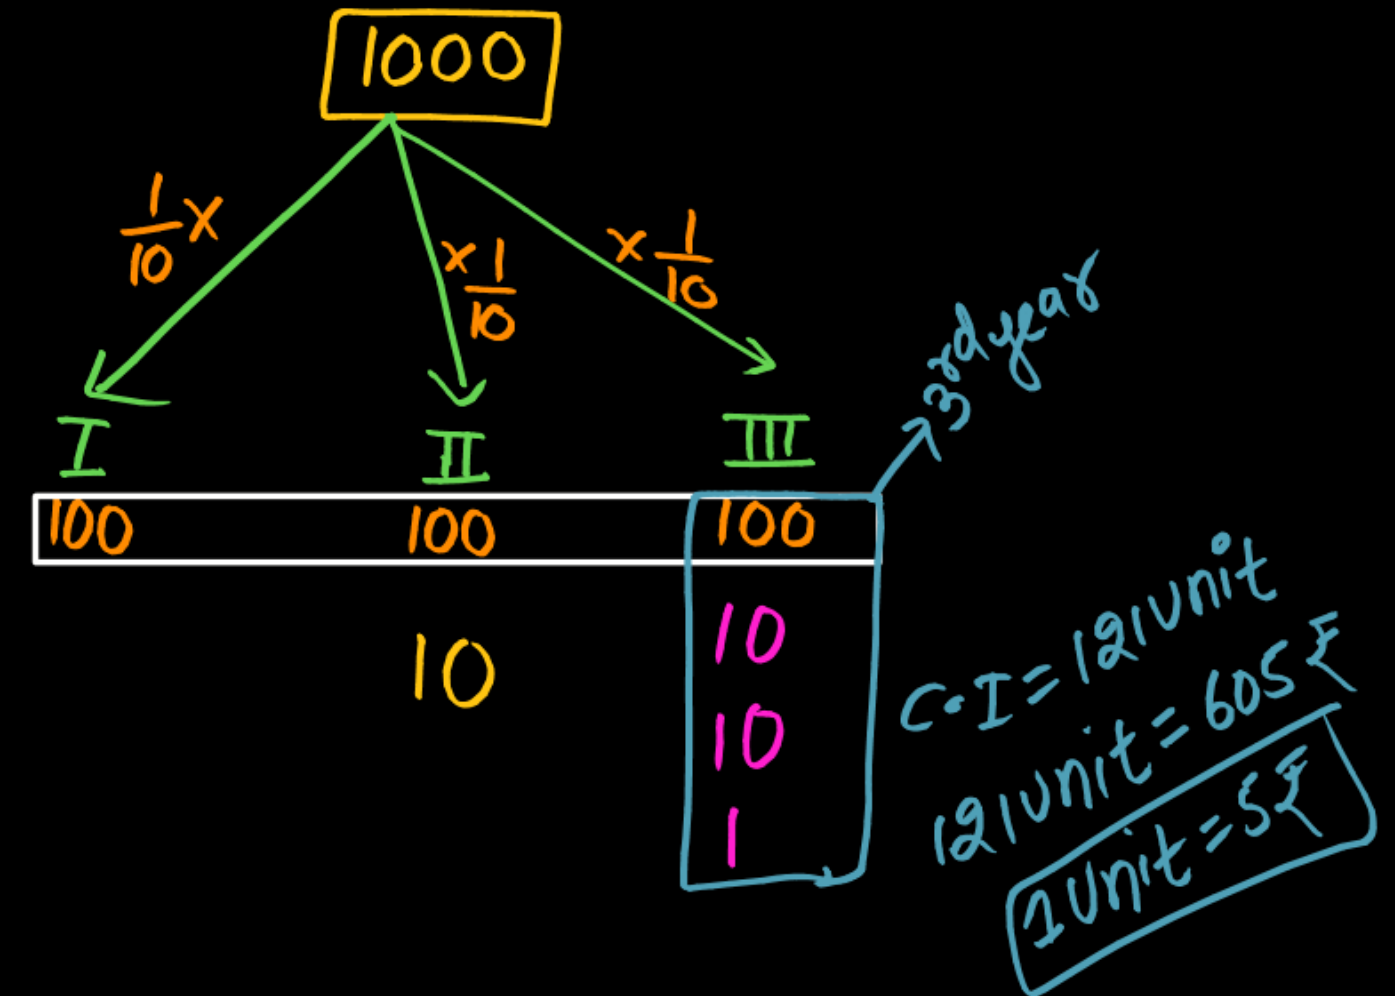 1000
1/10 × × 1/10 × 1/10
3rd year
I II III
100 100 100
10 10
10
1
C.I = 121 Unit
121 Unit = 605 ₹
1 Unit = 5 ₹